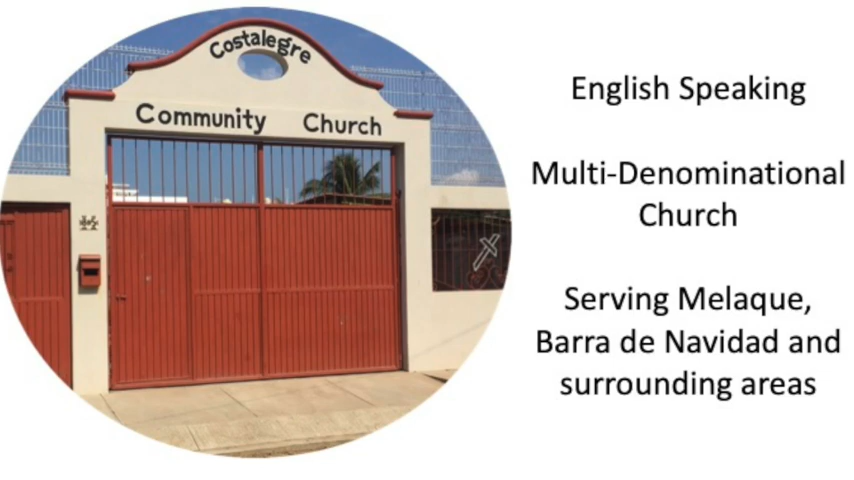 Costalegre
Community Church
English Speaking
Multi-Denominational
Church
Serving Melaque,
Barra de Navidad and
surrounding areas